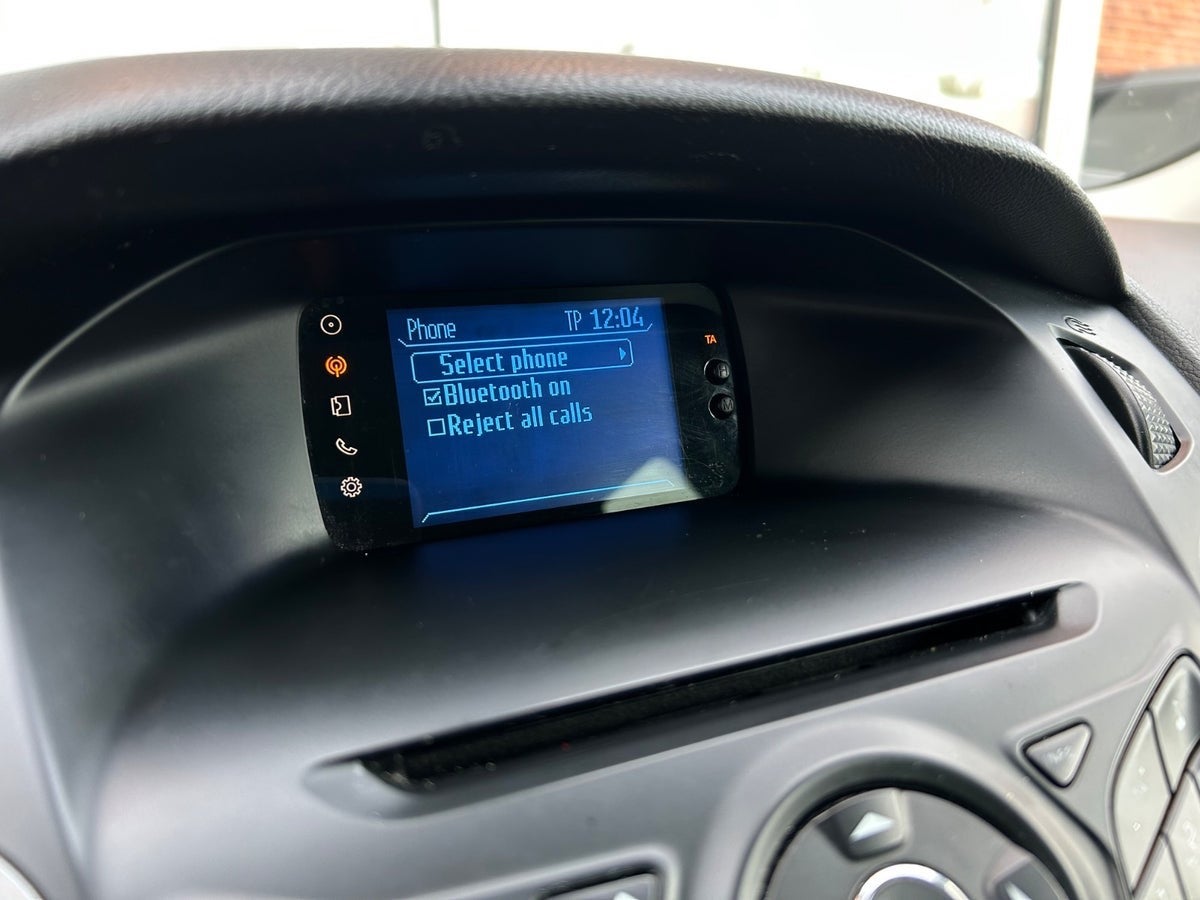 Phone TP 12:04
Select phone
Bluetooth on
Reject all calls
TA
M